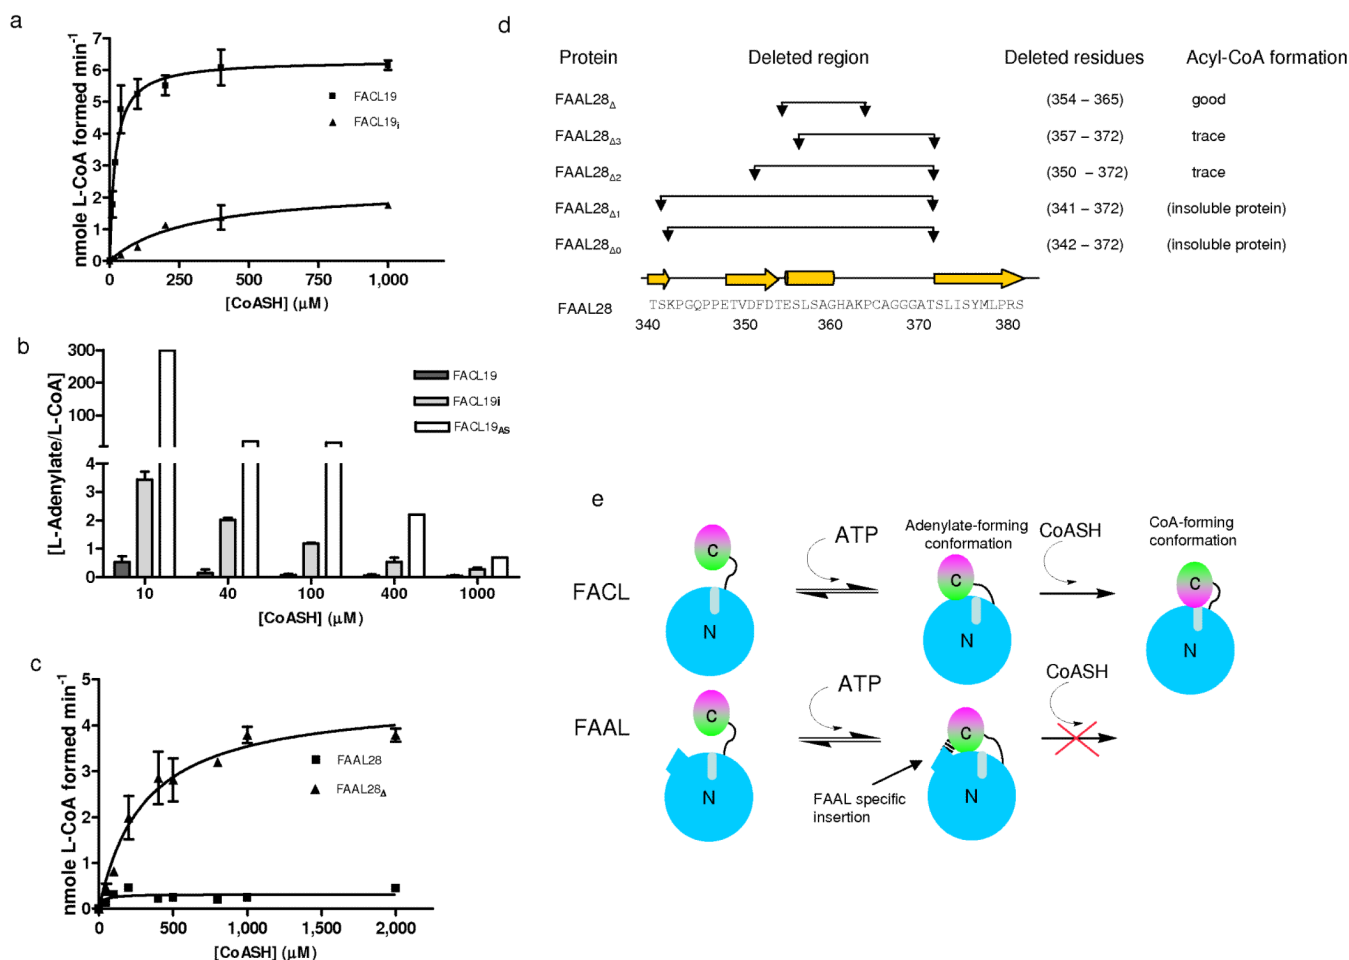 a
nmole L-CoA formed min-1
7
6
5
4
3
2
1
0
FACL19
FACL19i
0 250 500 750 1,000
[CoASH] (µM)
b
[L-Adenylate/L-CoA]
300
200
100
4
3
2
1
0
FACL19
FACL19i
FACL19AS
10 40 100 400 1000
[CoASH] (µM)
c
nmole L-CoA formed min-1
5
4
3
2
1
0
FAAL28
FAAL28Δ
0 500 1,000 1,500 2,000
[CoASH] (µM)
d
Protein Deleted region Deleted residues Acyl-CoA formation
FAAL28Δ (354 – 365) good
FAAL28Δ3 (357 – 372) trace
FAAL28Δ2 (350 – 372) trace
FAAL28Δ1 (341 – 372) (insoluble protein)
FAAL28Δ0 (342 – 372) (insoluble protein)
FAAL28 TSKPGQPPETVDFDTESLSAGHAKPCAGGGATSLISYMLPRS
340 350 360 370 380
e
FACL
C
N
ATP
Adenylate-forming
conformation
C
N
CoASH
CoA-forming
conformation
C
N
FAAL
C
N
ATP
C
N
CoASH
FAAL specific
insertion